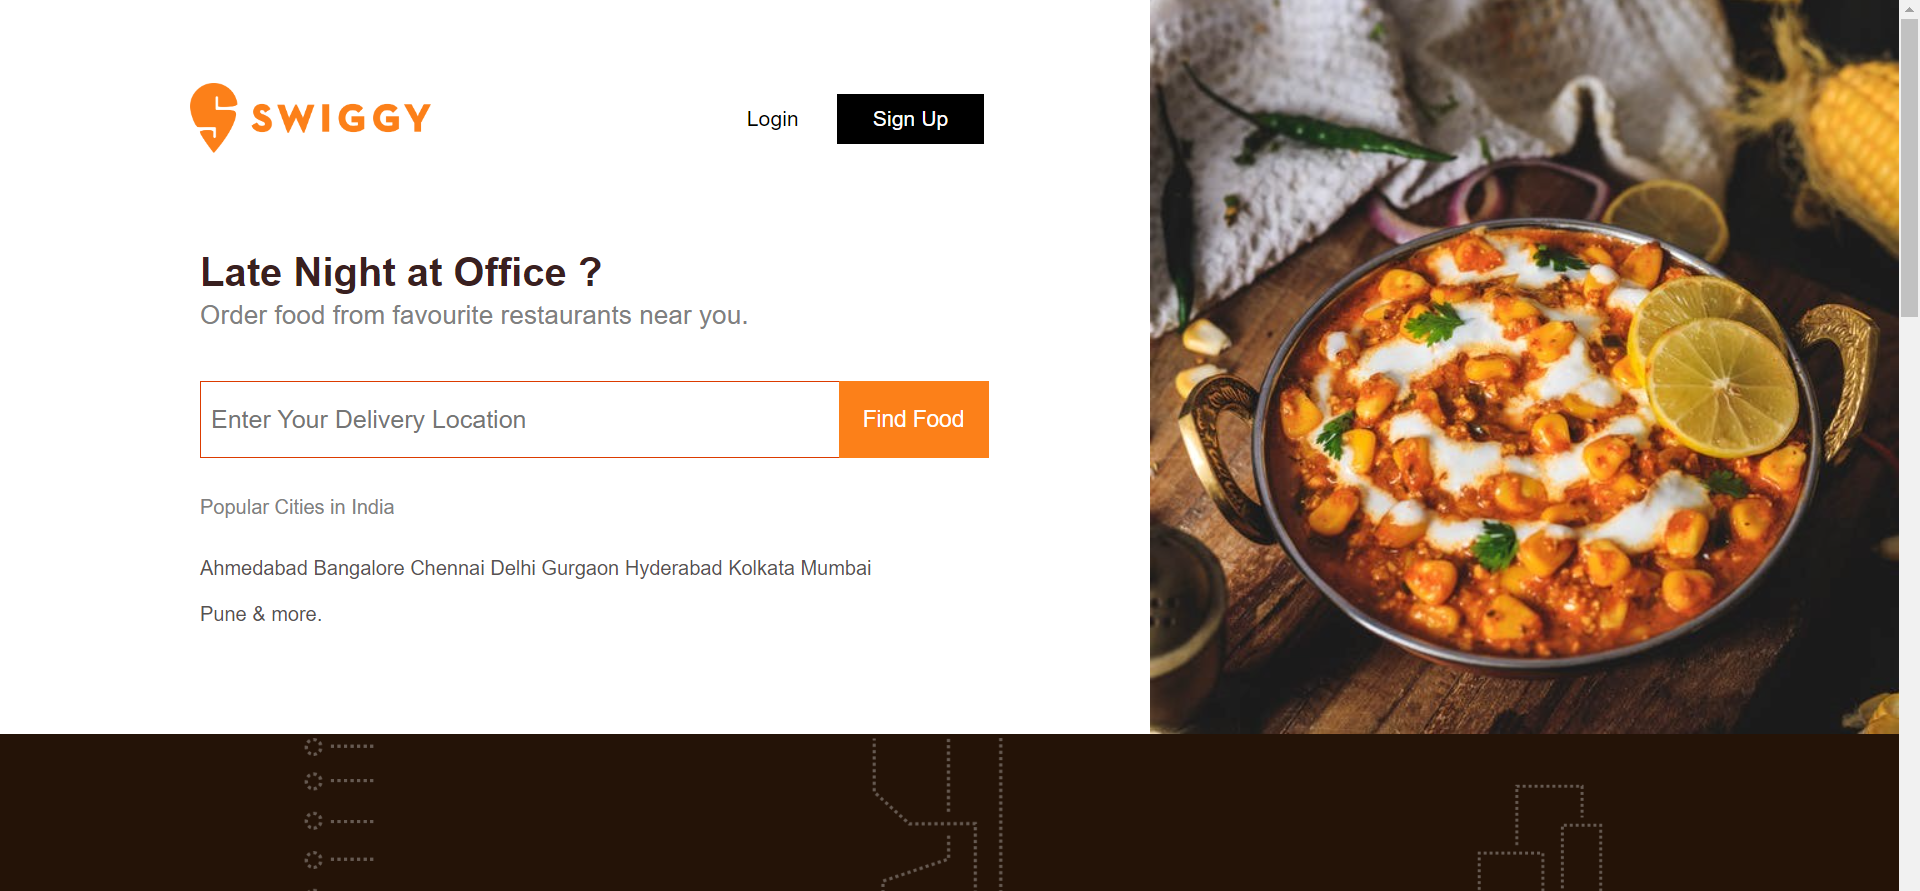 SWIGGY
Login
Sign Up
Late Night at Office ?
Order food from favourite restaurants near you.
Enter Your Delivery Location
Find Food
Popular Cities in India
Ahmedabad Bangalore Chennai Delhi Gurgaon Hyderabad Kolkata Mumbai
Pune & more.